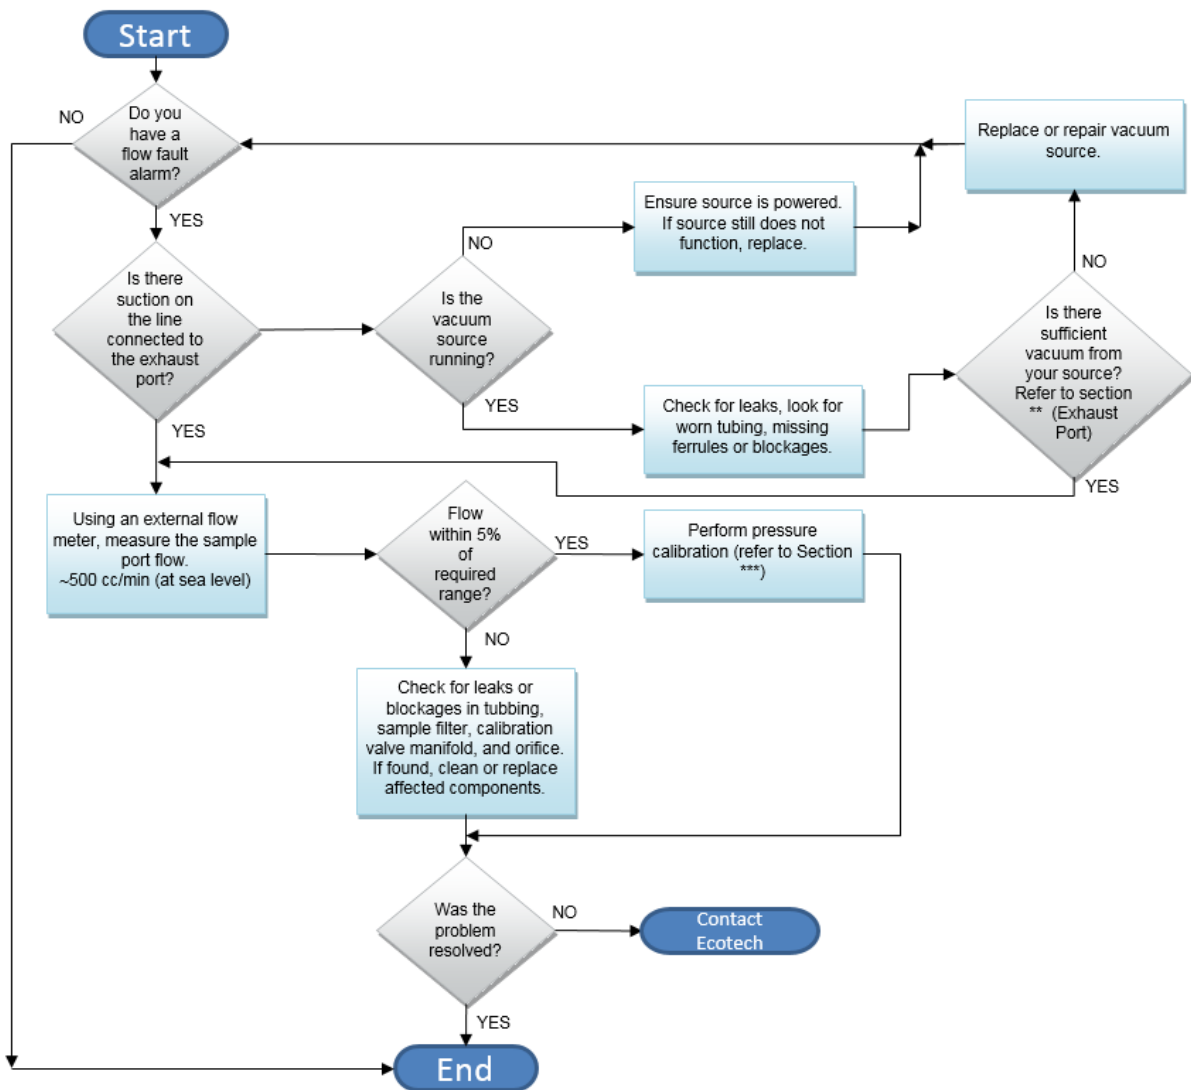 Start
NO
Do you
have a
flow fault
alarm?
YES
Replace or repair vacuum
source.
Ensure source is powered.
If source still does not
function, replace.
NO
NO
Is there
suction on
the line
connected to
the exhaust
port?
Is the
vacuum
source
running?
Is there
sufficient
vacuum from
your source?
Refer to section
** (Exhaust
Port)
YES
YES
Check for leaks, look for
worn tubing, missing
ferrules or blockages.
YES
Using an external flow
meter, measure the sample
port flow.
~500 cc/min (at sea level)
Flow
within 5%
of
required
range?
YES
Perform pressure
calibration (refer to Section
***)
NO
Check for leaks or
blockages in tubbing,
sample filter, calibration
valve manifold, and orifice.
If found, clean or replace
affected components.
Was the
problem
resolved?
NO
Contact
Ecotech
YES
End